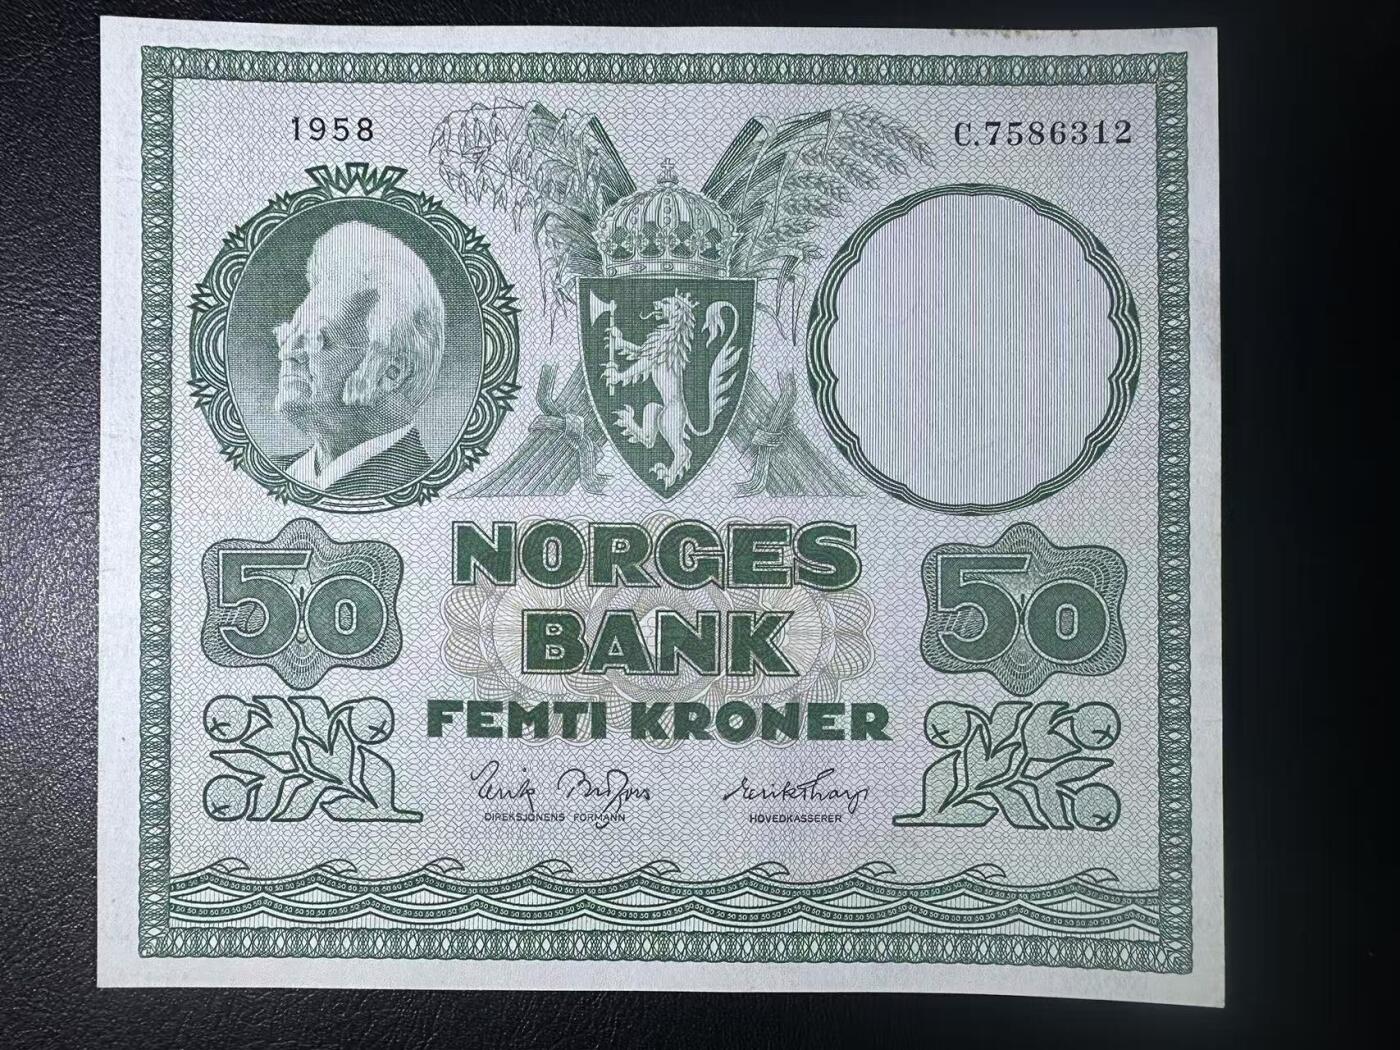 1958
C.7586312
50
NORGES
50
BANK
FEMTI KRONER
DIREKSJONENS FORMANN
HOVEDKASSERER